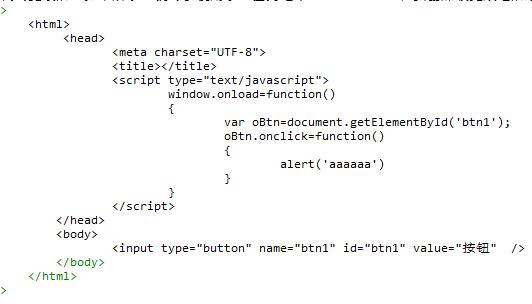 >
<html>
<head>
<meta charset="UTF-8">
<title></title>
<script type="text/javascript">
window.onload=function()
{
var oBtn=document.getElementById('btn1');
oBtn.onclick=function()
{
alert('aaaaaa')
}
}
</script>
</head>
<body>
<input type="button" name="btn1" id="btn1" value="按钮" />
</body>
</html>
>